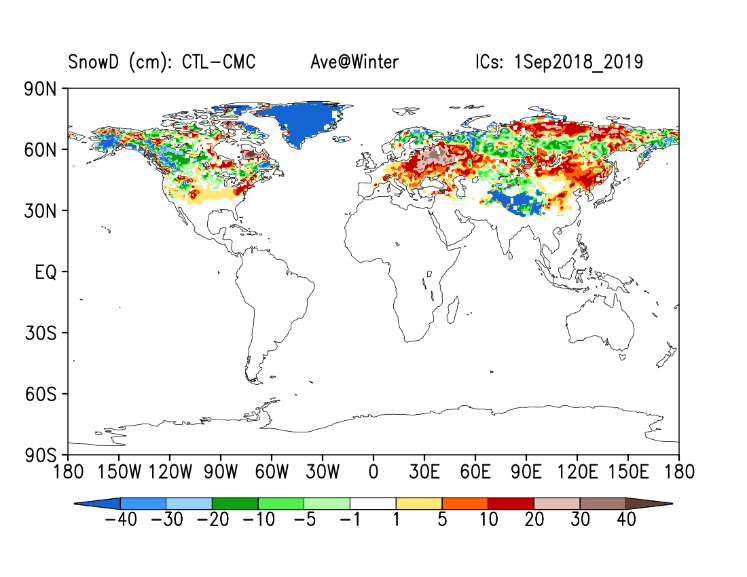 SnowD (cm): CTL-CMC Ave@Winter ICs: 1Sep2018_2019
90N
60N
30N
EQ
30S
60S
90S
180 150W 120W 90W 60W 30W 0 30E 60E 90E 120E 150E 180
-40 -30 -20 -10 -5 -1 1 5 10 20 30 40